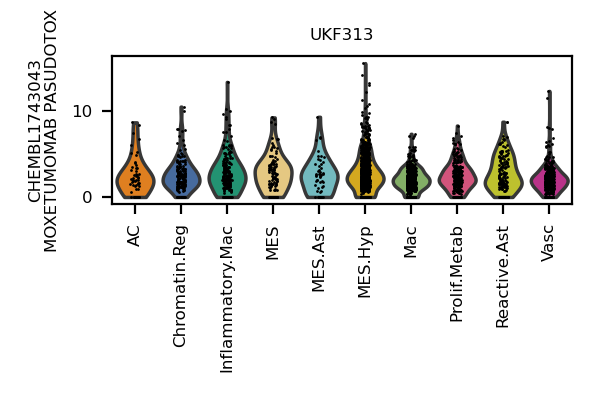 UKF313
CHEMBL1743043
MOXETUMOMAB PASUDOTOX
10
0
AC
Chromatin.Reg
Inflammatory.Mac
MES
MES.Ast
MES.Hyp
Mac
Prolif.Metab
Reactive.Ast
Vasc